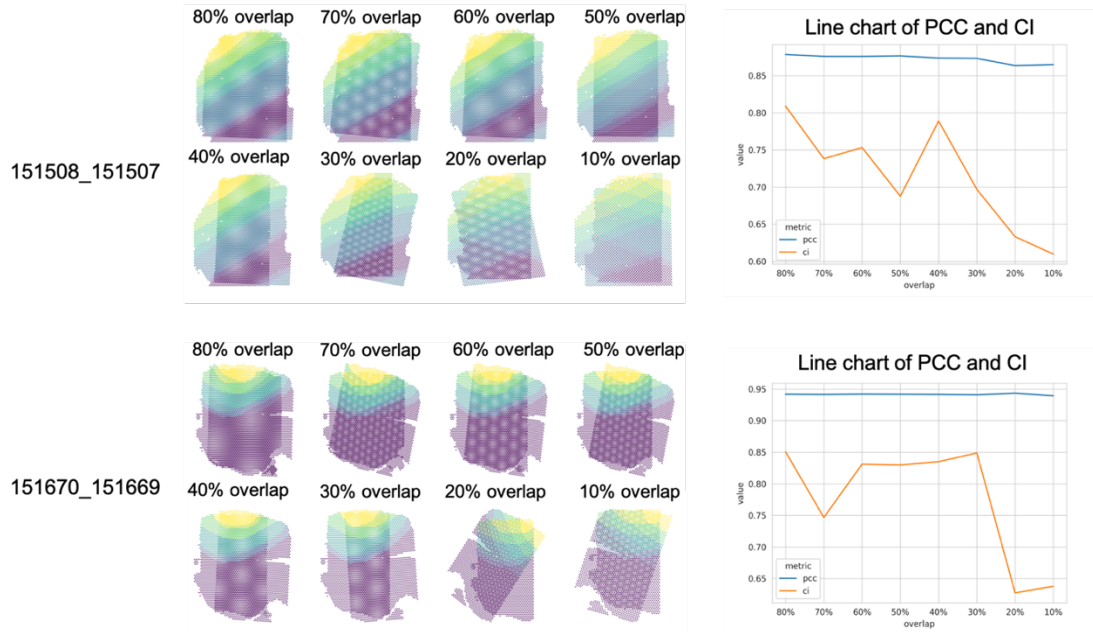 80% overlap 70% overlap 60% overlap 50% overlap
151508_151507
40% overlap 30% overlap 20% overlap 10% overlap
Line chart of PCC and CI
0.85
0.80
0.75
0.70
0.65
0.60
value
metric
pcc
ci
80% 70% 60% 50% 40% 30% 20% 10%
overlap
80% overlap 70% overlap 60% overlap 50% overlap
151670_151669
40% overlap 30% overlap 20% overlap 10% overlap
Line chart of PCC and CI
0.95
0.90
0.85
0.80
0.75
0.70
0.65
value
metric
pcc
ci
80% 70% 60% 50% 40% 30% 20% 10%
overlap